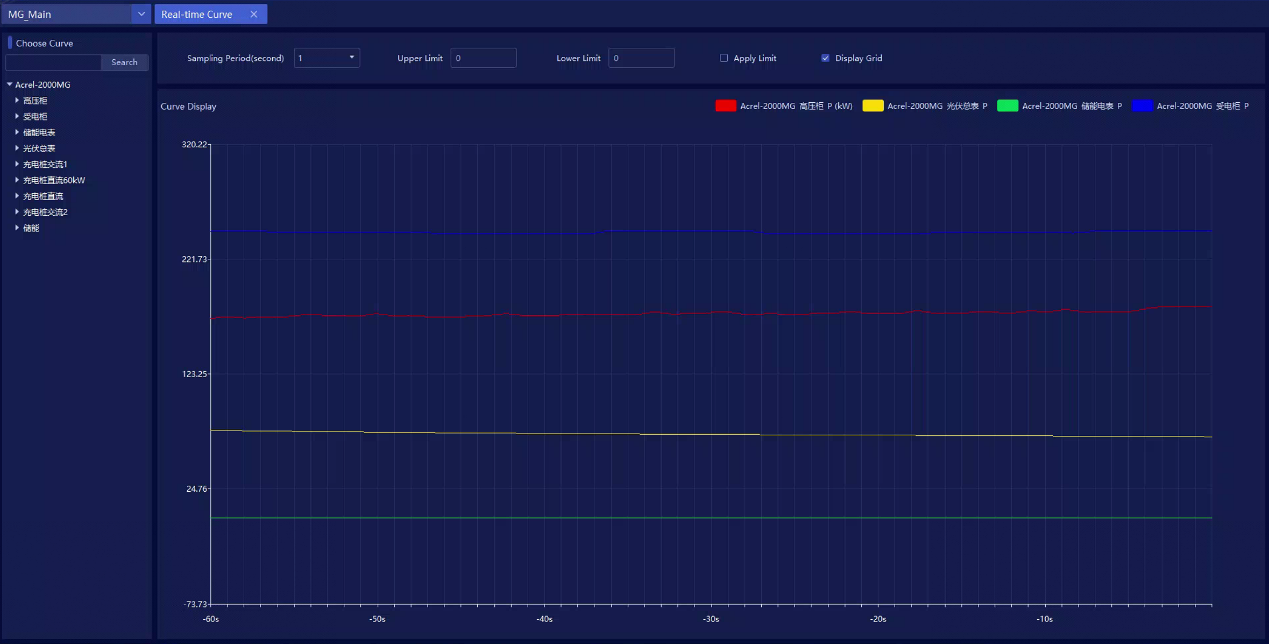 MG_Main
Real-time Curve
Choose Curve
Search
Acrel-2000MG
高压柜
受电柜
储能电表
光伏总表
充电桩交流1
充电桩直流60kW
充电桩直流
充电桩交流2
储能
Sampling Period(second) 1 Upper Limit 0 Lower Limit 0 Apply Limit Display Grid
Curve Display
Acrel-2000MG 高压柜 P (kW) Acrel-2000MG 光伏总表 P Acrel-2000MG 储能电表 P Acrel-2000MG 受电柜 P
320.22
221.73
123.25
24.76
-73.73
-60s -50s -40s -30s -20s -10s